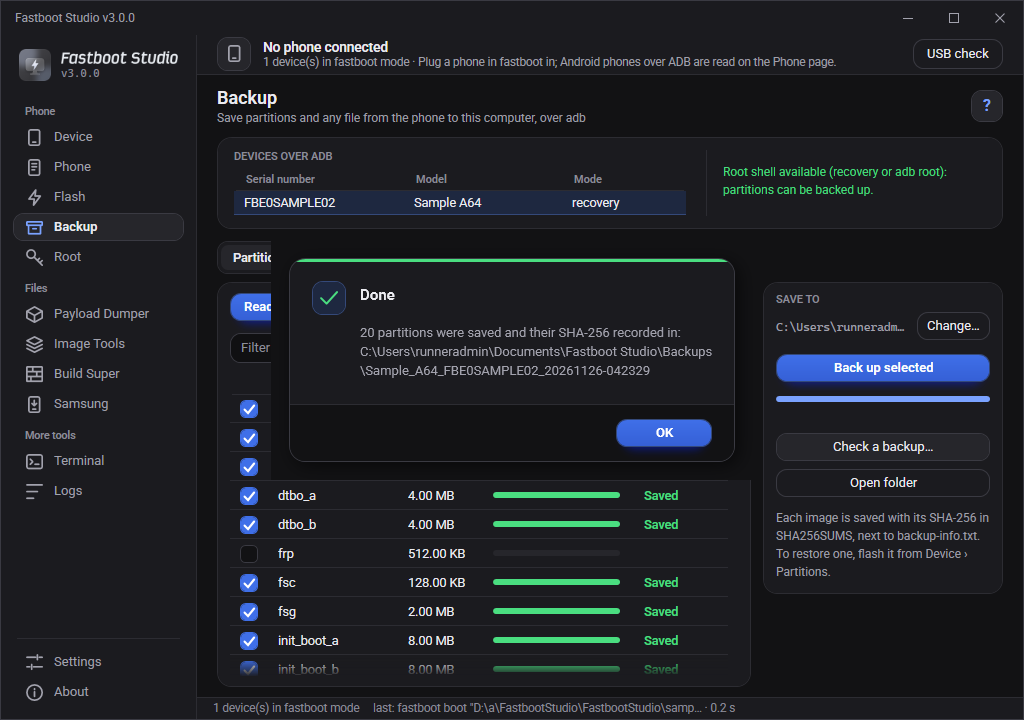 Fastboot Studio v3.0.0
Fastboot Studio
v3.0.0
No phone connected
1 device(s) in fastboot mode · Plug a phone in fastboot in; Android phones over ADB are read on the Phone page.
USB check
Phone
Device
Phone
Flash
Backup
Root
Files
Payload Dumper
Image Tools
Build Super
Samsung
More tools
Terminal
Logs
Settings
About
Backup
Save partitions and any file from the phone to this computer, over adb
?
DEVICES OVER ADB
Serial number Model Mode
FBE0SAMPLE02 Sample A64 recovery
Root shell available (recovery or adb root):
partitions can be backed up.
Partitic
Read
Filter
Done
20 partitions were saved and their SHA-256 recorded in:
C:\Users\runneradmin\Documents\Fastboot Studio\Backups
\Sample_A64_FBE0SAMPLE02_20261126-042329
OK
dtbo_a 4.00 MB Saved
dtbo_b 4.00 MB Saved
frp 512.00 KB
fsc 128.00 KB Saved
fsg 2.00 MB Saved
init_boot_a 8.00 MB Saved
init_boot_b 8.00 MB Saved
SAVE TO
C:\Users\runneradm…
Change…
Back up selected
Check a backup…
Open folder
Each image is saved with its SHA-256 in
SHA256SUMS, next to backup-info.txt.
To restore one, flash it from Device ›
Partitions.
1 device(s) in fastboot mode last: fastboot boot "D:\a\FastbootStudio\FastbootStudio\samp… · 0.2 s